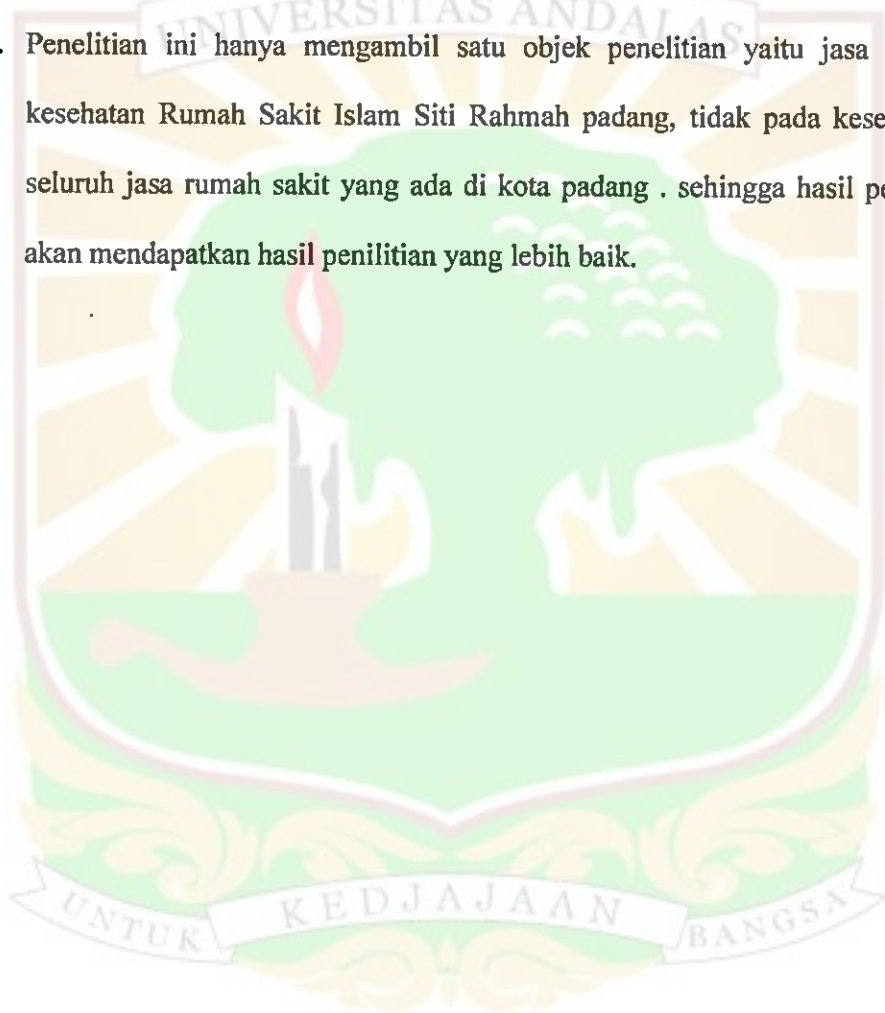 UNIVERSITAS ANDALAS
. Penelitian ini hanya mengambil satu objek penelitian yaitu jasa
kesehatan Rumah Sakit Islam Siti Rahmah padang, tidak pada kese
seluruh jasa rumah sakit yang ada di kota padang . sehingga hasil pe
akan mendapatkan hasil penilitian yang lebih baik.
UNTUK KEDJAJAAN BANGSA